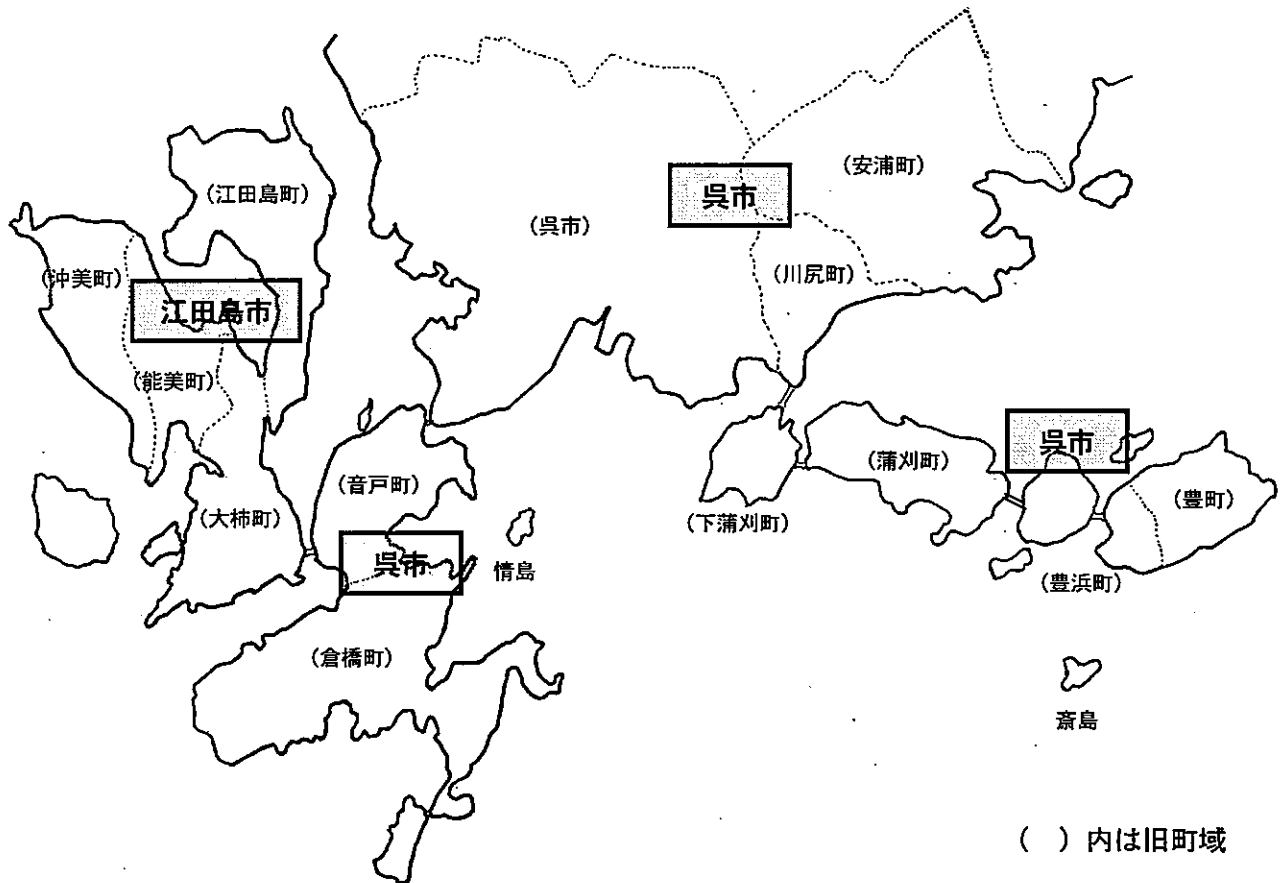 (安浦町)
(江田島町)
呉市
(呉市)
(沖美町)
(川尻町)
江田島市
(能美町)
呉市
(蒲刈町)
(音戸町)
(豊町)
(大柿町)
(下蒲刈町)
呉市
情島
(豊浜町)
(倉橋町)
斎島
( )内は旧町域